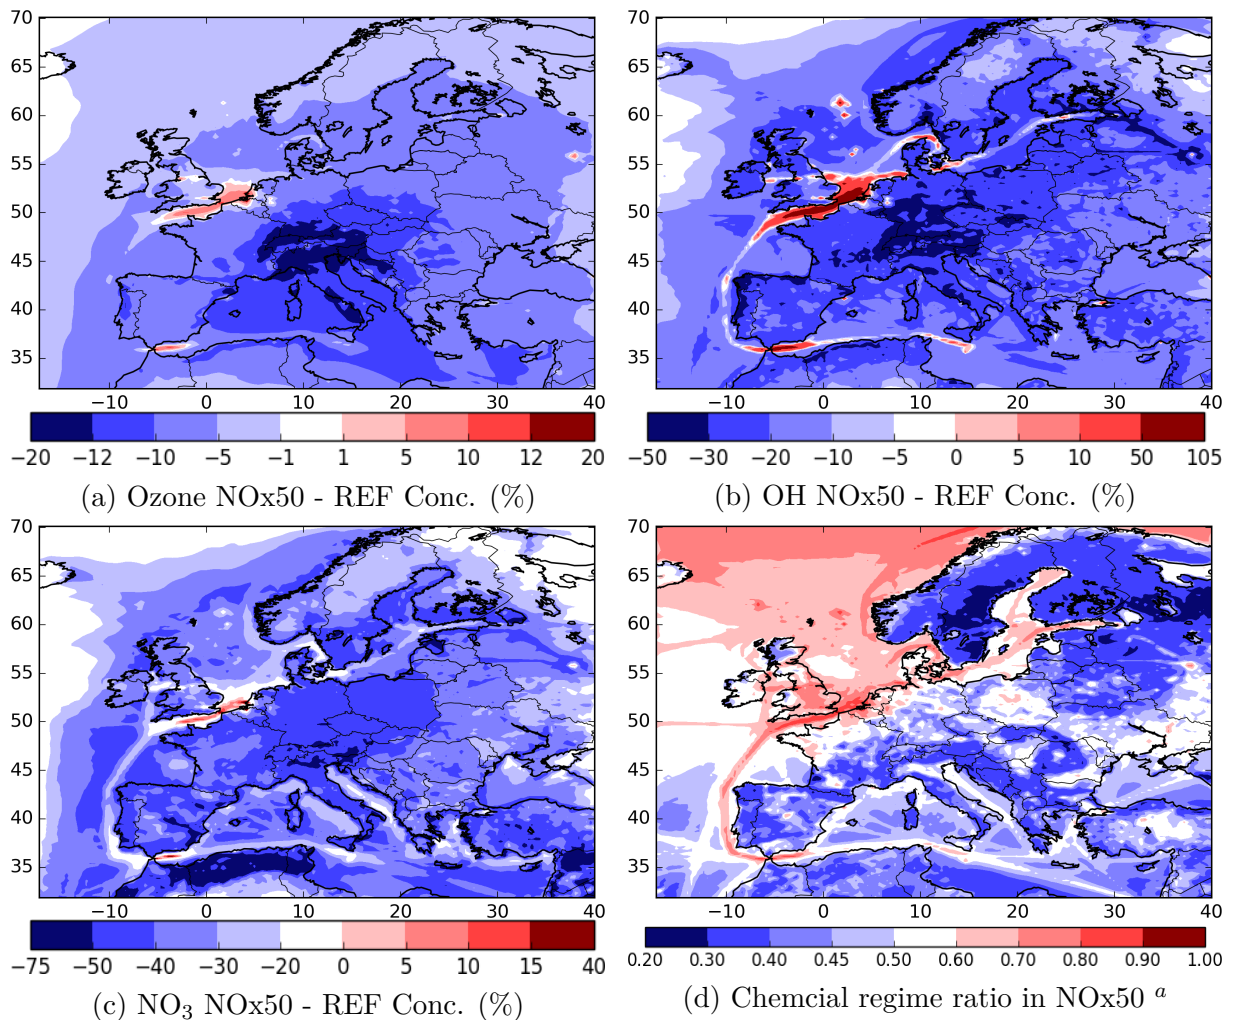 70 70
65 65
60 60
55 55
50 50
45 45
40 40
35 35
−10 0 10 20 30 40 −10 0 10 20 30 40
−20 −12 −10 −5 −1 1 5 10 12 20 −50 −30 −20 −10 −5 0 5 10 50 105
(a) Ozone NOx50 - REF Conc. (%) (b) OH NOx50 - REF Conc. (%)
70 70
65 65
60 60
55 55
50 50
45 45
40 40
35 35
−10 0 10 20 30 40 −10 0 10 20 30 40
−75 −50 −40 −30 −20 0 5 10 15 40 0.20 0.30 0.40 0.45 0.50 0.60 0.70 0.80 0.90 1.00
(c) NO₃ NOx50 - REF Conc. (%) (d) Chemcial regime ratio in NOx50 ᵃ